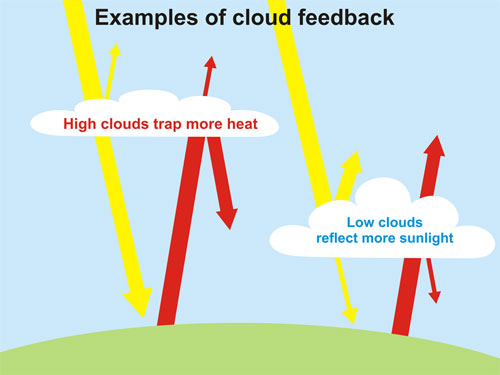 Examples of cloud feedback
High clouds trap more heat
Low clouds
reflect more sunlight